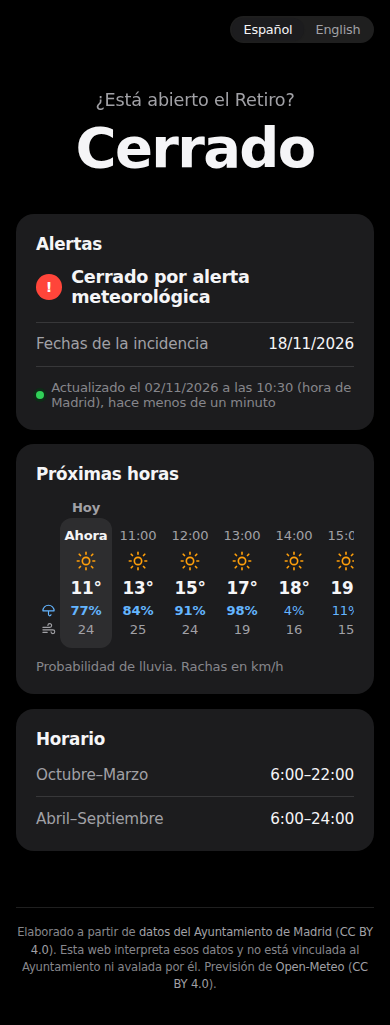 Español English
¿Está abierto el Retiro?
Cerrado
Alertas
!
Cerrado por alerta
meteorológica
Fechas de la incidencia 18/11/2026
Actualizado el 02/11/2026 a las 10:30 (hora de
Madrid), hace menos de un minuto
Próximas horas
Hoy
Ahora 11:00 12:00 13:00 14:00 15:0
11° 13° 15° 17° 18° 19
77% 84% 91% 98% 4% 11%
24 25 24 19 16 15
Probabilidad de lluvia. Rachas en km/h
Horario
Octubre–Marzo 6:00–22:00
Abril–Septiembre 6:00–24:00
Elaborado a partir de datos del Ayuntamiento de Madrid (CC BY
4.0). Esta web interpreta esos datos y no está vinculada al
Ayuntamiento ni avalada por él. Previsión de Open-Meteo (CC
BY 4.0).